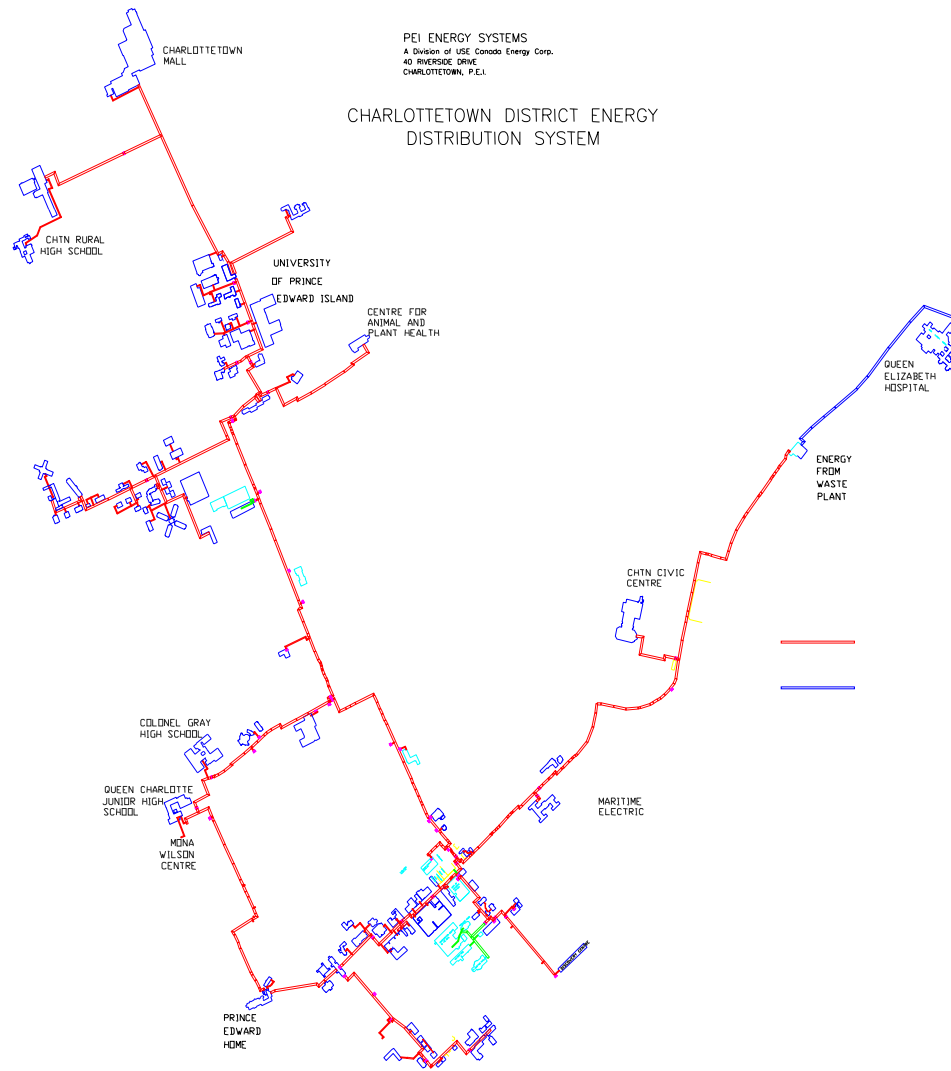 PEI ENERGY SYSTEMS
A Division of USE Canada Energy Corp.
40 RIVERSIDE DRIVE
CHARLOTTETOWN, P.E.I.
CHARLOTTETOWN DISTRICT ENERGY
DISTRIBUTION SYSTEM
CHARLOTTETOWN
MALL
CHTN RURAL
HIGH SCHOOL
UNIVERSITY
OF PRINCE
EDWARD ISLAND
CENTRE FOR
ANIMAL AND
PLANT HEALTH
QUEEN
ELIZABETH
HOSPITAL
ENERGY
FROM
WASTE
PLANT
CHTN CIVIC
CENTRE
COLONEL GRAY
HIGH SCHOOL
QUEEN CHARLOTTE
JUNIOR HIGH
SCHOOL
MONA
WILSON
CENTRE
MARITIME
ELECTRIC
PRINCE
EDWARD
HOME